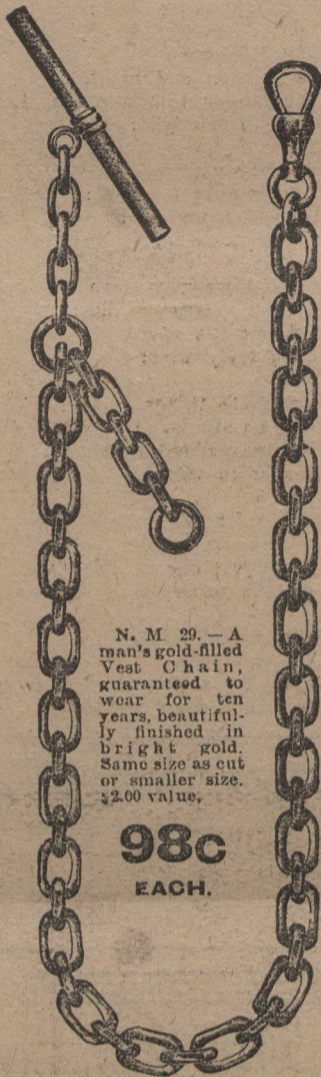 N. M. 29. — A
man's gold-filled
Vest Chain,
guaranteed to
wear for ten
years, beautiful-
ly finished in
bright gold.
Same size as cut
or smaller size.
$2.00 value,
98c
EACH.